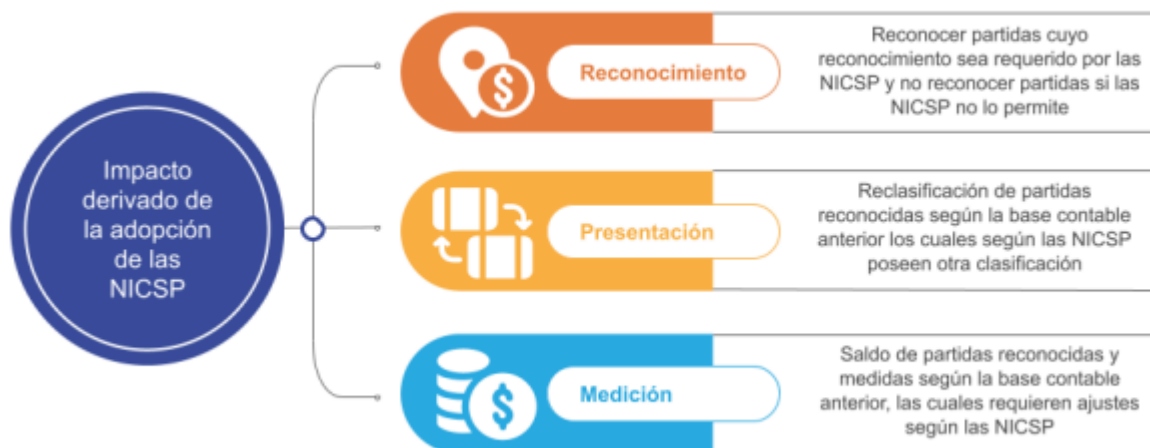 Impacto
derivado de
la adopción
de las
NICSP
Reconocimiento
Reconocer partidas cuyo
reconocimiento sea requerido por las
NICSP y no reconocer partidas si las
NICSP no lo permite
Presentación
Reclasificación de partidas
reconocidas según la base contable
anterior los cuales según las NICSP
poseen otra clasificación
Medición
Saldo de partidas reconocidas y
medidas según la base contable
anterior, las cuales requieren ajustes
según las NICSP